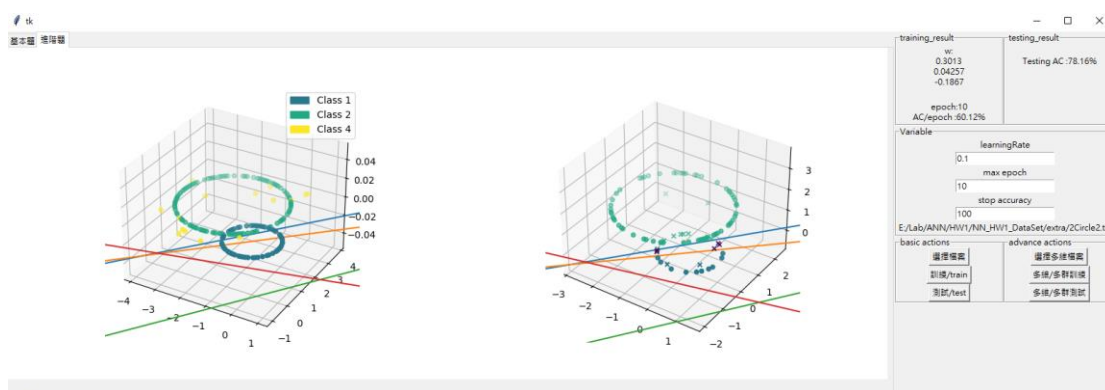 tk
基本題 進階題
Class 1
Class 2
Class 4
0.04
0.02
0.00
−0.02
−0.04
−4
−3
−2
−1
0
1
−1
0
1
2
3
4
3
2
1
0
−3
−2
−1
0
1
−2
−1
0
1
2
training_result
w:
0.3013
0.04257
-0.1867
epoch:10
AC/epoch :60.12%
testing_result
Testing AC :78.16%
Variable
learningRate
0.1
max epoch
10
stop accuracy
100
E:/Lab/ANN/HW1/NN_HW1_DataSet/extra/2Circle2.t
basic actions
選擇檔案
訓練/train
測試/test
advance actions
選擇多維檔案
多維/多群訓練
多維/多群測試